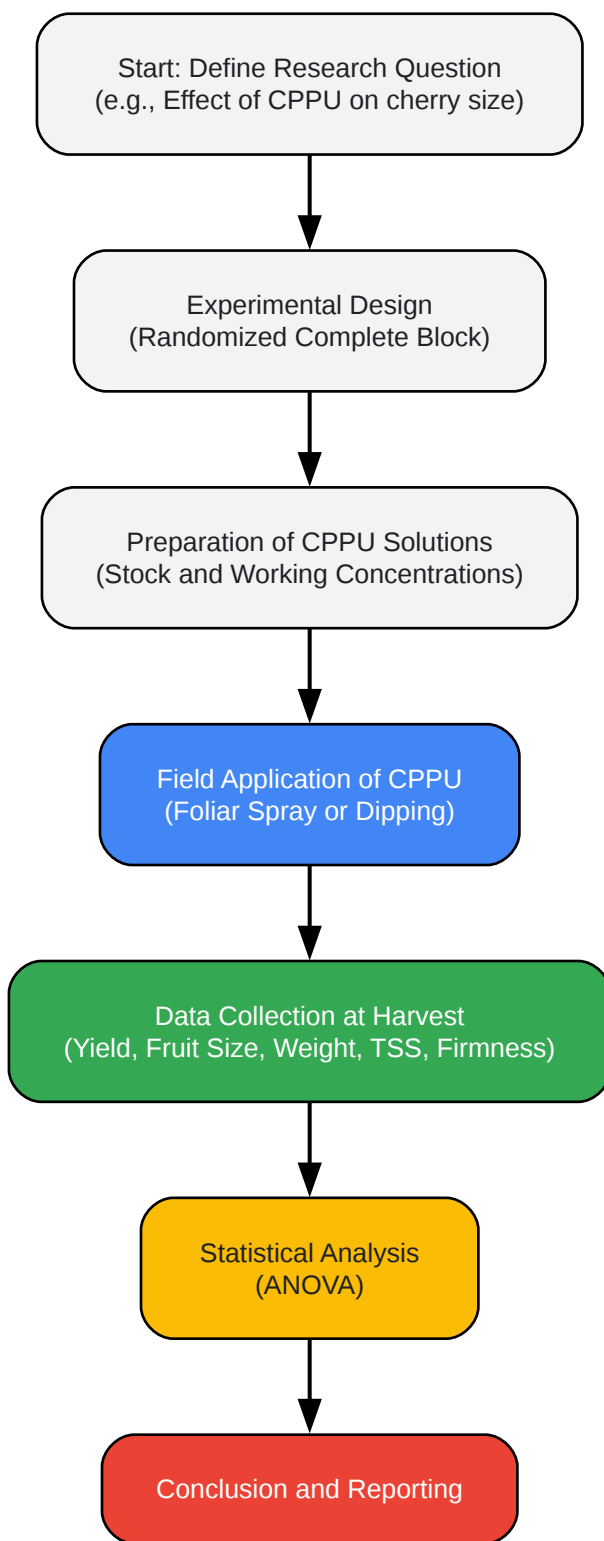 Start: Define Research Question
(e.g., Effect of CPPU on cherry size)
Experimental Design
(Randomized Complete Block)
Preparation of CPPU Solutions
(Stock and Working Concentrations)
Field Application of CPPU
(Foliar Spray or Dipping)
Data Collection at Harvest
(Yield, Fruit Size, Weight, TSS, Firmness)
Statistical Analysis
(ANOVA)
Conclusion and Reporting